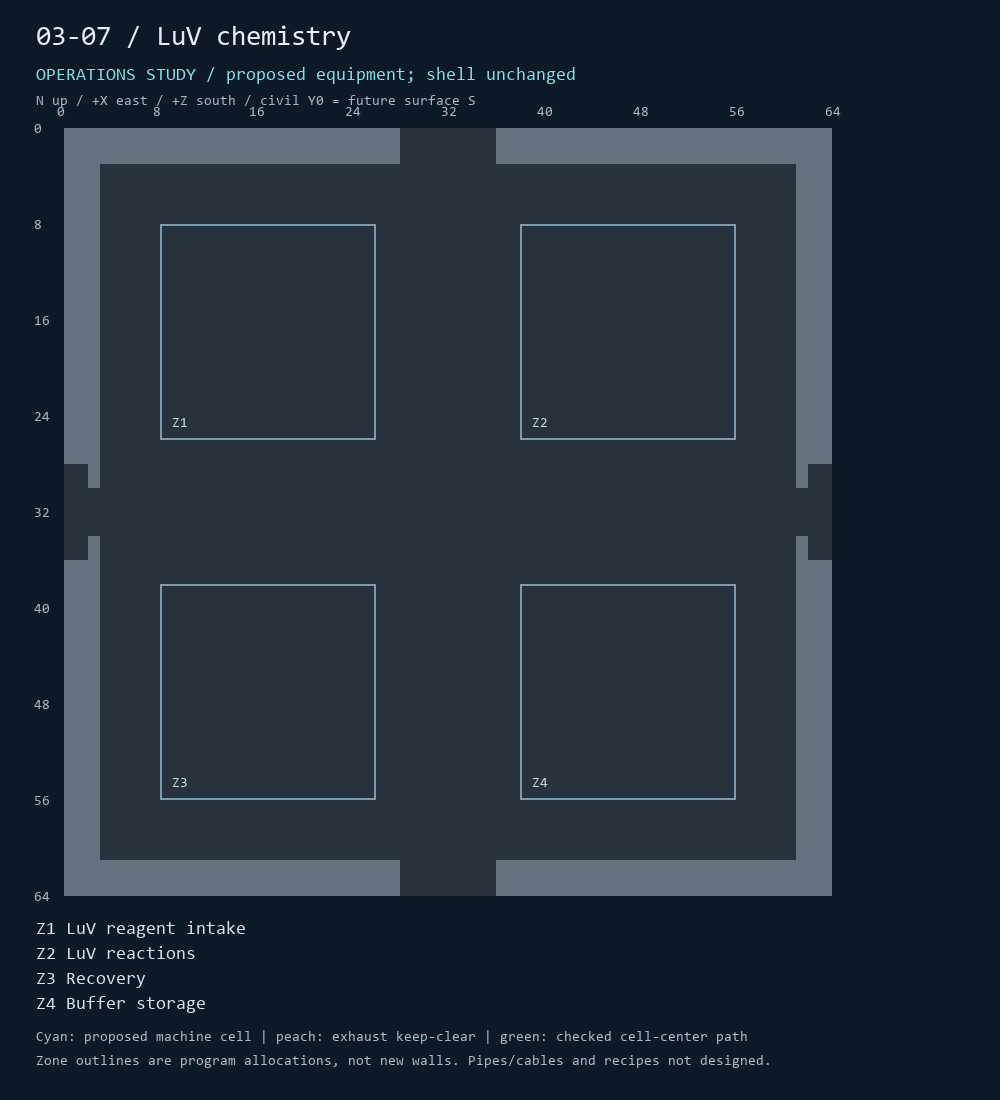 03-07 / LuV chemistry
OPERATIONS STUDY / proposed equipment; shell unchanged
N up / +X east / +Z south / civil Y0 = future surface S
0 8 16 24 32 40 48 56 64
0
8
16
24
Z1 Z2
32
40
48
Z3 Z4
56
64
Z1 LuV reagent intake
Z2 LuV reactions
Z3 Recovery
Z4 Buffer storage
Cyan: proposed machine cell | peach: exhaust keep-clear | green: checked cell-center path
Zone outlines are program allocations, not new walls. Pipes/cables and recipes not designed.